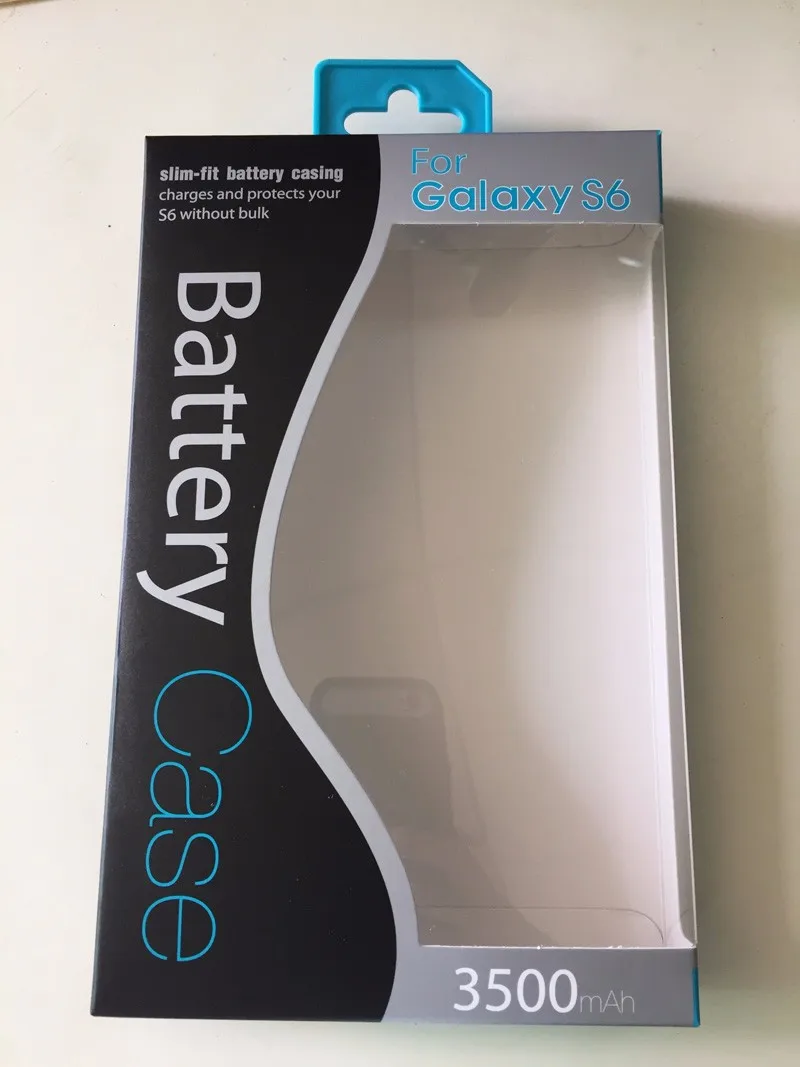 slim-fit battery casing
charges and protects your
S6 without bulk
For
Galaxy S6
Battery Case
3500mAh